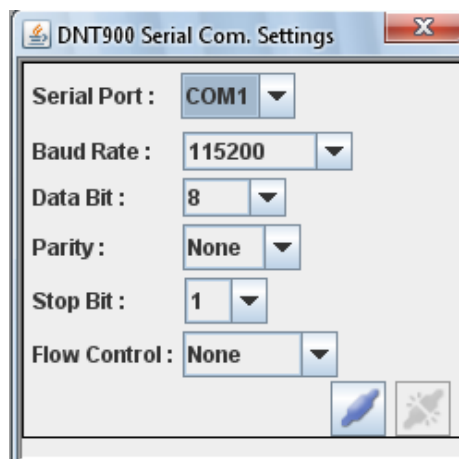 DNT900 Serial Com. Settings
Serial Port : COM1
Baud Rate : 115200
Data Bit : 8
Parity : None
Stop Bit : 1
Flow Control : None